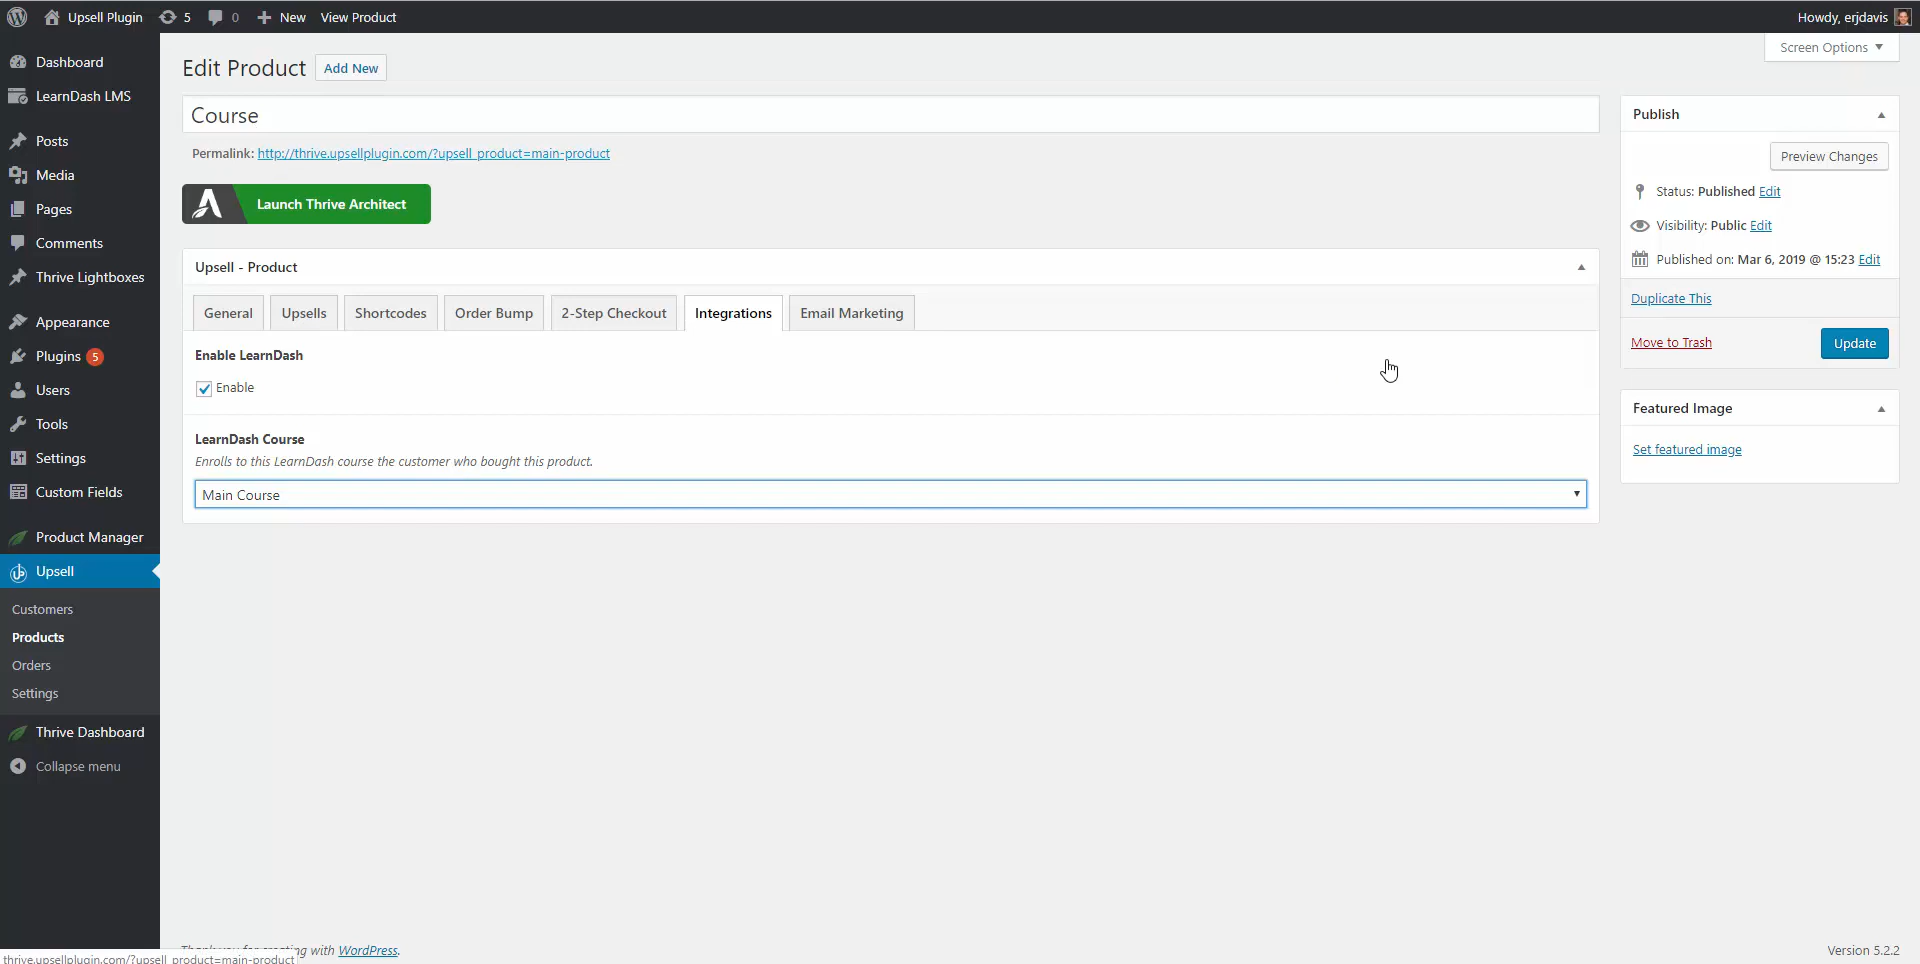 Upsell Plugin 5 0 New View Product Howdy, erjdavis
Screen Options
Dashboard
LearnDash LMS
Posts
Media
Pages
Comments
Thrive Lightboxes
Appearance
Plugins 5
Users
Tools
Settings
Custom Fields
Product Manager
Upsell
Customers
Products
Orders
Settings
Thrive Dashboard
Collapse menu
Edit Product Add New
Course
Permalink: http://thrive.upsellplugin.com/?upsell_product=main-product
Launch Thrive Architect
Upsell - Product
General Upsells Shortcodes Order Bump 2-Step Checkout Integrations Email Marketing
Enable LearnDash
Enable
LearnDash Course
Enrolls to this LearnDash course the customer who bought this product.
Main Course
Publish
Preview Changes
Status: Published Edit
Visibility: Public Edit
Published on: Mar 6, 2019 @ 15:23 Edit
Duplicate This
Move to Trash Update
Featured Image
Set featured image
Thank you for creating with WordPress.
Version 5.2.2
thrive.upsellplugin.com/?upsell_product=main-product